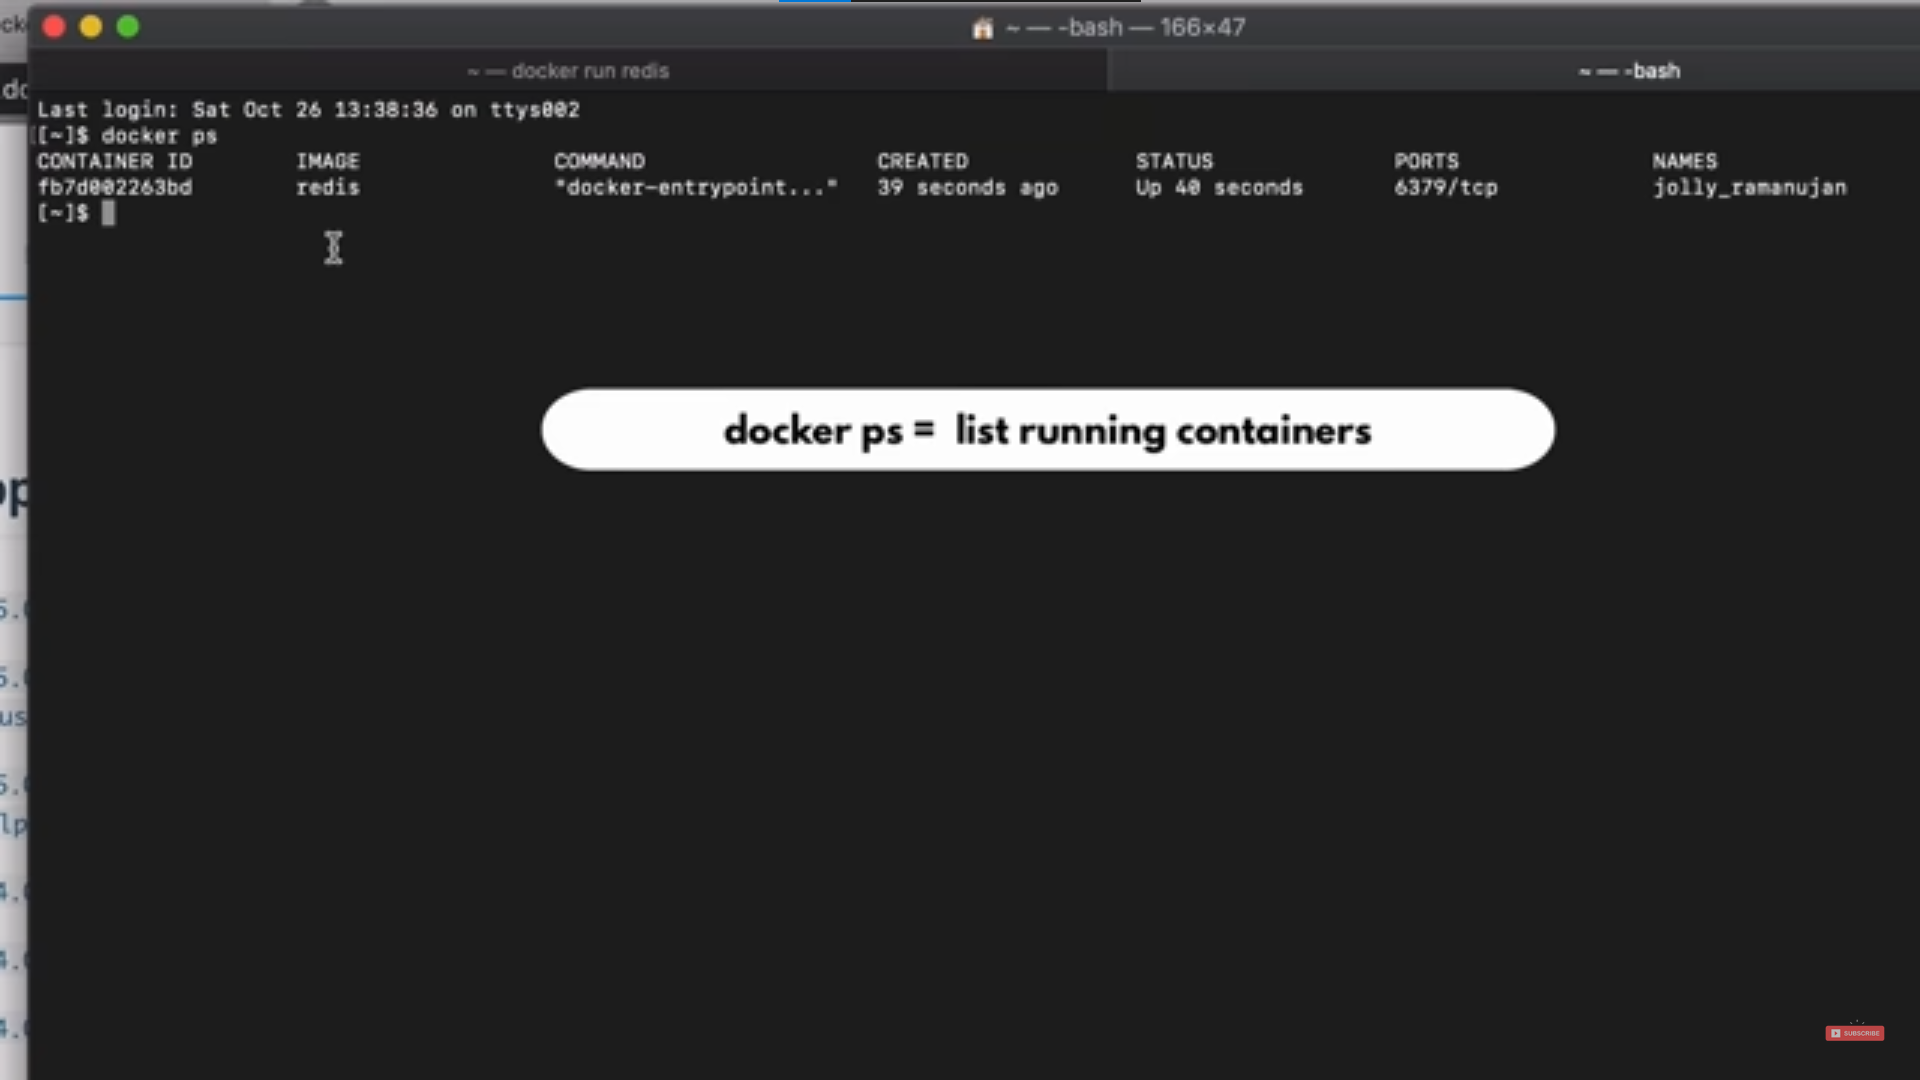 ~ — -bash — 166×47
~ — docker run redis
~ — -bash
Last login: Sat Oct 26 13:38:36 on ttys002
[~]$ docker ps
CONTAINER ID IMAGE COMMAND CREATED STATUS PORTS NAMES
fb7d002263bd redis "docker-entrypoint..." 39 seconds ago Up 40 seconds 6379/tcp jolly_ramanujan
[~]$
docker ps = list running containers
SUBSCRIBE